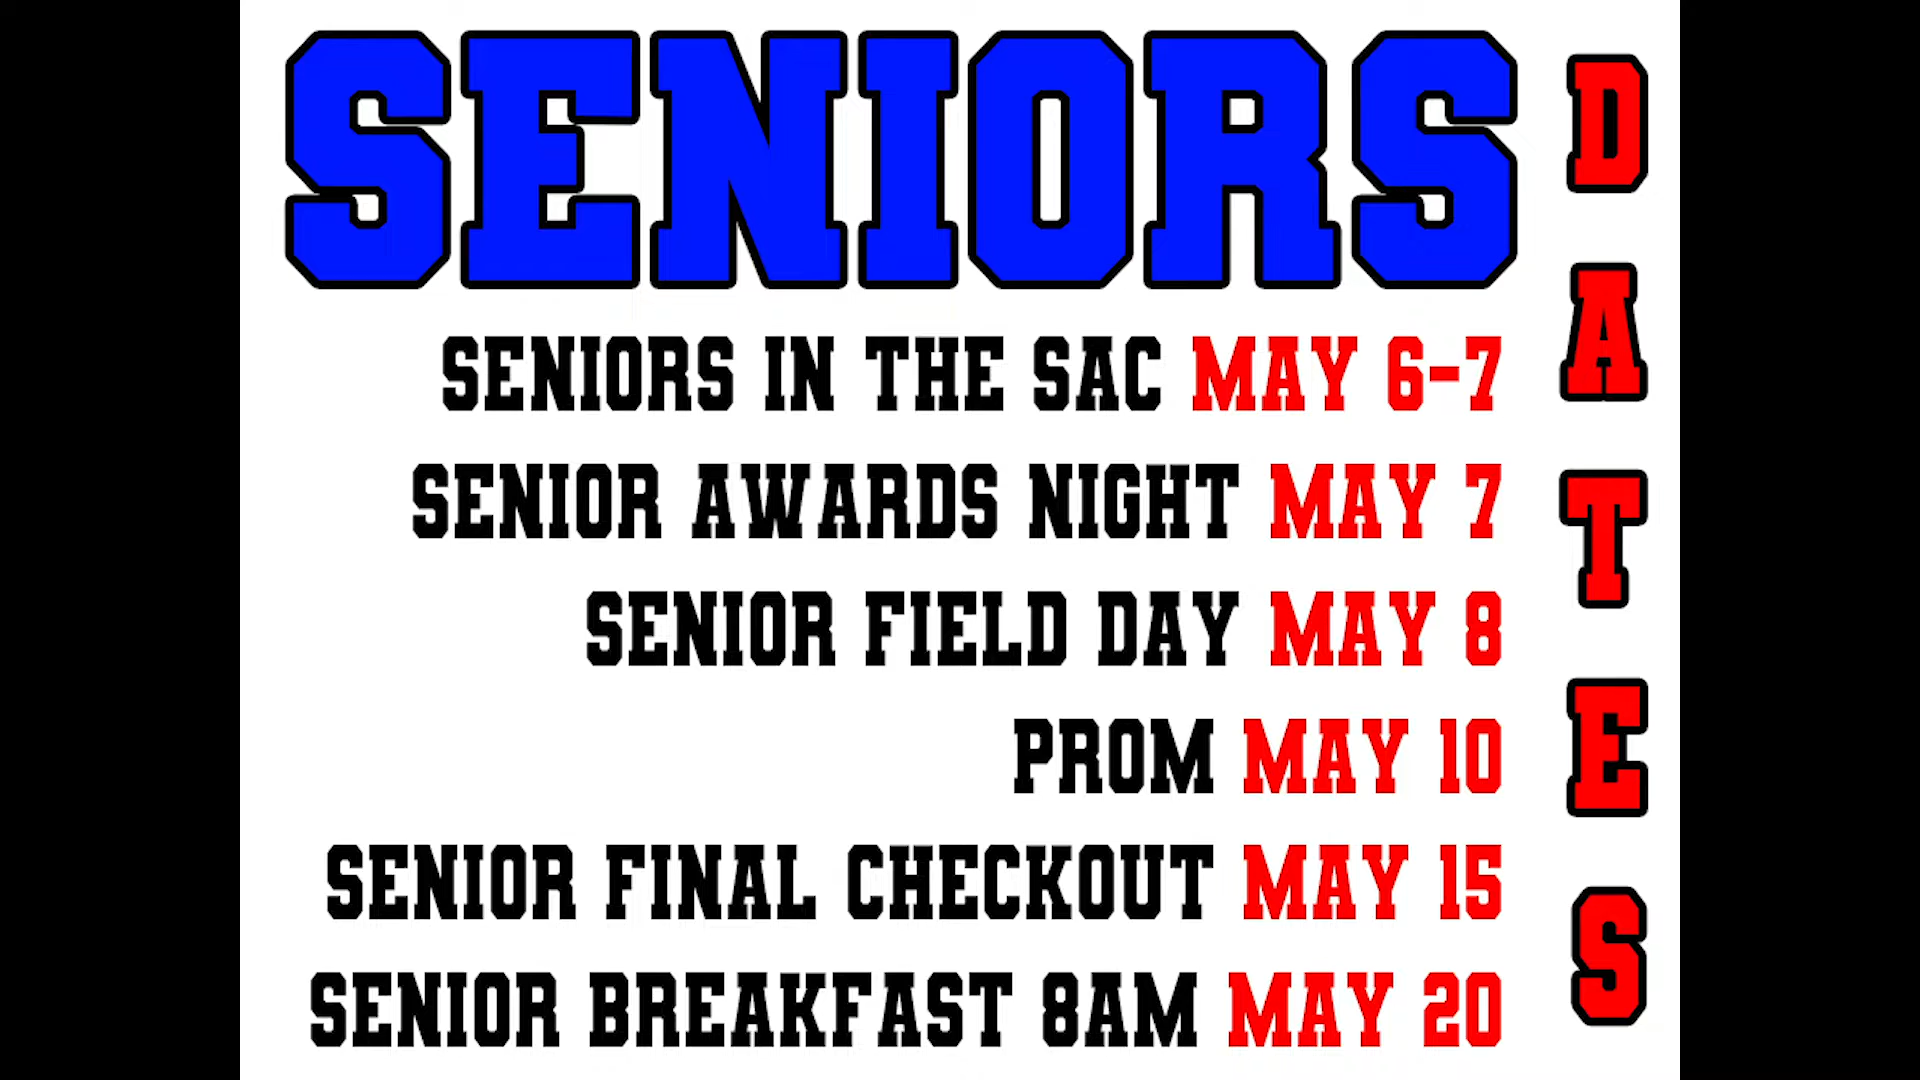 SENIORS
DATES
SENIORS IN THE SAC MAY 6-7
SENIOR AWARDS NIGHT MAY 7
SENIOR FIELD DAY MAY 8
PROM MAY 10
SENIOR FINAL CHECKOUT MAY 15
SENIOR BREAKFAST 8AM MAY 20